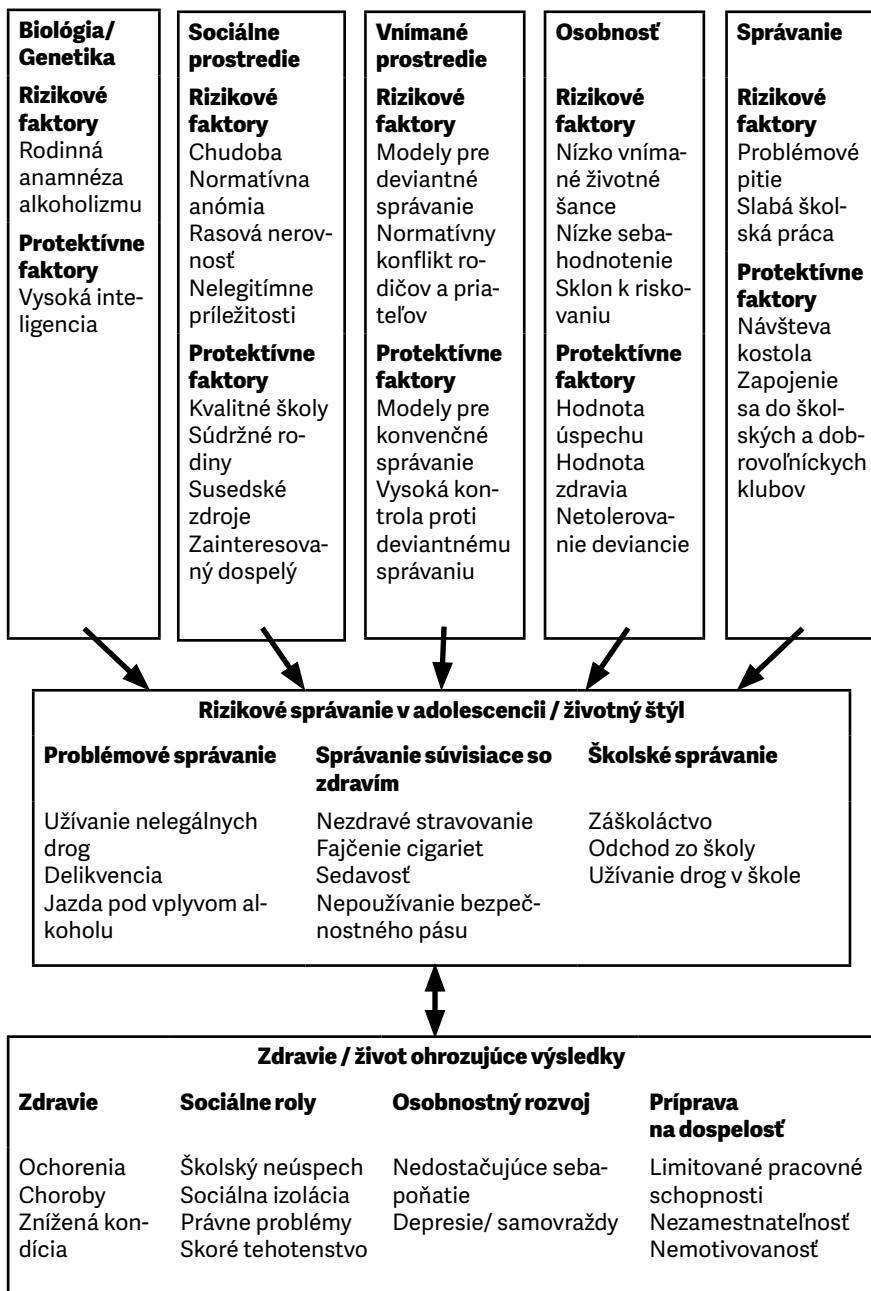 Biológia/
Genetika
Rizikové
faktory
Rodinná
anamnéza
alkoholizmu
Protektívne
faktory
Vysoká inte-
ligencia
Sociálne
prostredie
Rizikové
faktory
Chudoba
Normatívna
anómia
Rasová nerov-
nosť
Nelegitímne
príležitosti
Protektívne
faktory
Kvalitné školy
Súdržné ro-
diny
Susedské
zdroje
Zainteresova-
ný dospelý
Vnímané
prostredie
Rizikové
faktory
Modely pre
deviantné
správanie
Normatívny
konflikt ro-
dičov a pria-
teľov
Protektívne
faktory
Modely pre
konvenčné
správanie
Vysoká kon-
trola proti
deviantnému
správaniu
Osobnosť
Rizikové
faktory
Nízko vníma-
né životné
šance
Nízke seba-
hodnotenie
Sklon k risko-
vaniu
Protektívne
faktory
Hodnota
úspechu
Hodnota
zdravia
Netolerova-
nie deviancie
Správanie
Rizikové
faktory
Problémové
pitie
Slabá škol-
ská práca
Protektívne
faktory
Návšteva
kostola
Zapojenie
sa do škol-
ských a dob-
rovoľníckych
klubov
Rizikové správanie v adolescencii / životný štýl
Problémové správanie
Užívanie nelegálnych
drog
Delikvencia
Jazda pod vplyvom al-
koholu
Správanie súvisiace so
zdravím
Nezdravé stravovanie
Fajčenie cigariet
Sedavosť
Nepoužívanie bezpeč-
nostného pásu
Školské správanie
Záškoláctvo
Odchod zo školy
Užívanie drog v škole
Zdravie / život ohrozujúce výsledky
Zdravie
Ochorenia
Choroby
Znížená kon-
dícia
Sociálne roly
Školský neúspech
Sociálna izolácia
Právne problémy
Skoré tehotenstvo
Osobnostný rozvoj
Nedostačujúce seba-
poňatie
Depresie/ samovraždy
Príprava
na dospelosť
Limitované pracovné
schopnosti
Nezamestnateľnosť
Nemotivovanosť